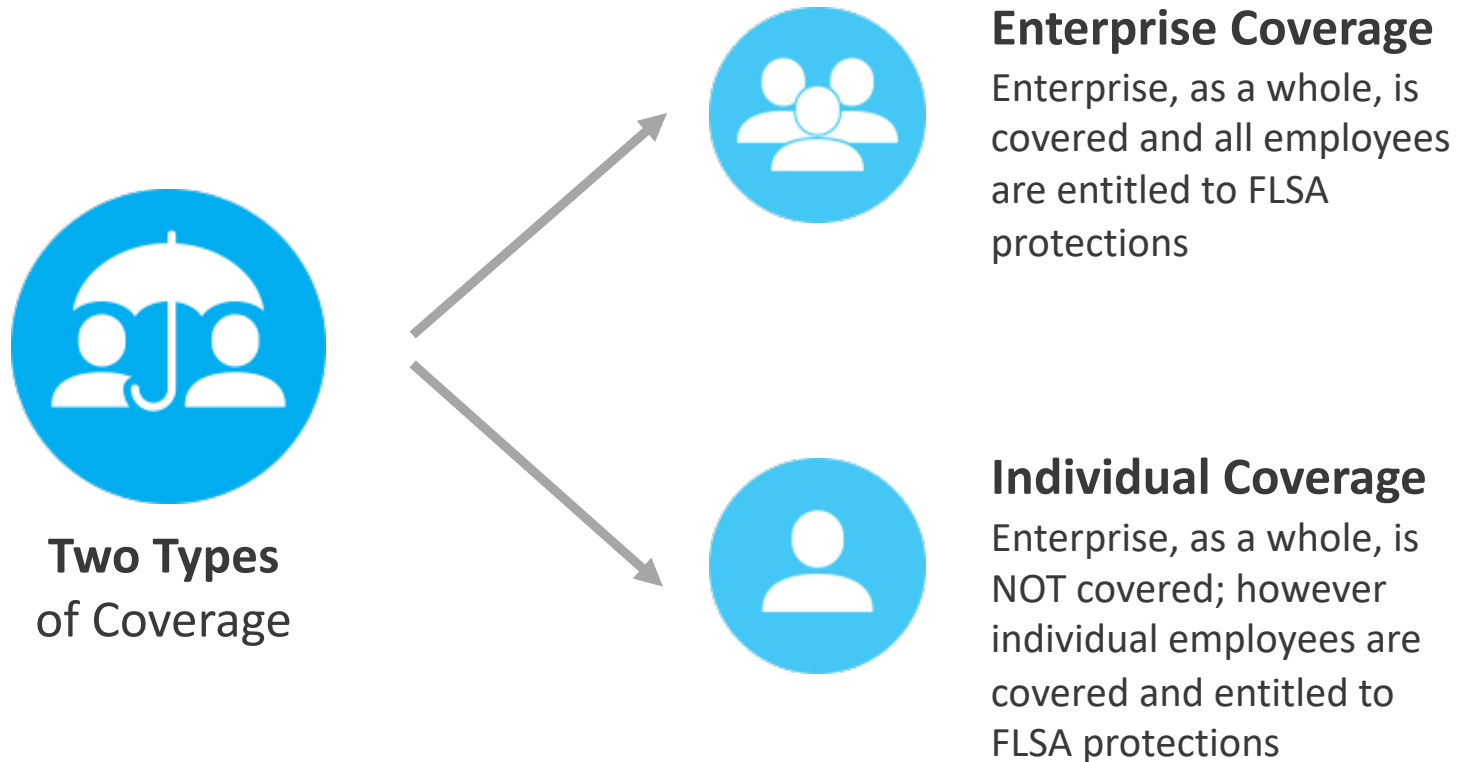 Two Types
of Coverage
Enterprise Coverage
Enterprise, as a whole, is
covered and all employees
are entitled to FLSA
protections
Individual Coverage
Enterprise, as a whole, is
NOT covered; however
individual employees are
covered and entitled to
FLSA protections